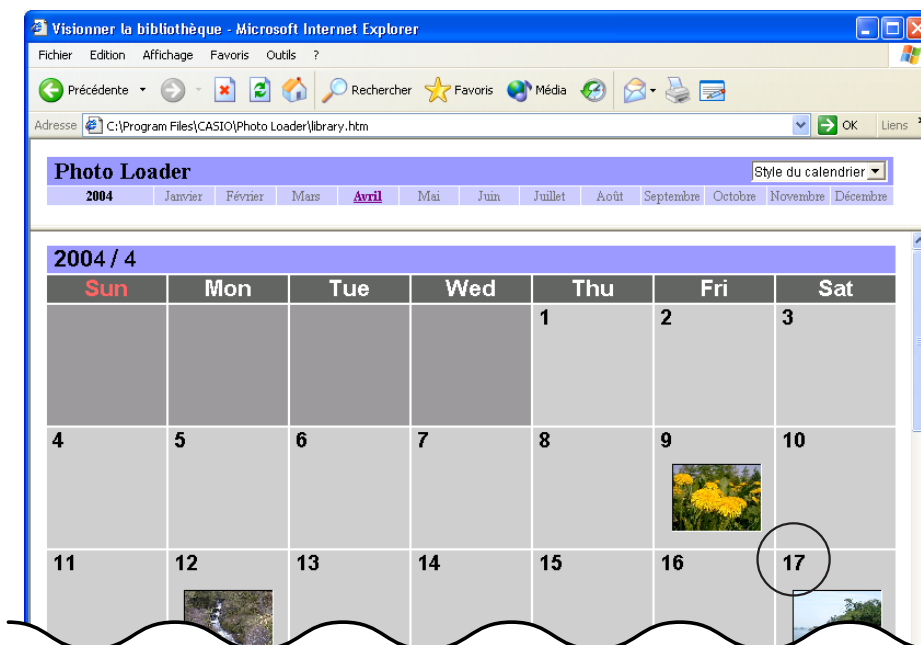 Visionner la bibliothèque - Microsoft Internet Explorer
Fichier Edition Affichage Favoris Outils ?
Précédente Rechercher Favoris Média
Adresse C:\Program Files\CASIO\Photo Loader\library.htm OK Liens
Photo Loader Style du calendrier
2004 Janvier Février Mars Avril Mai Juin Juillet Août Septembre Octobre Novembre Décembre
2004 / 4
Sun Mon Tue Wed Thu Fri Sat
1 2 3
4 5 6 7 8 9 10
11 12 13 14 15 16 17